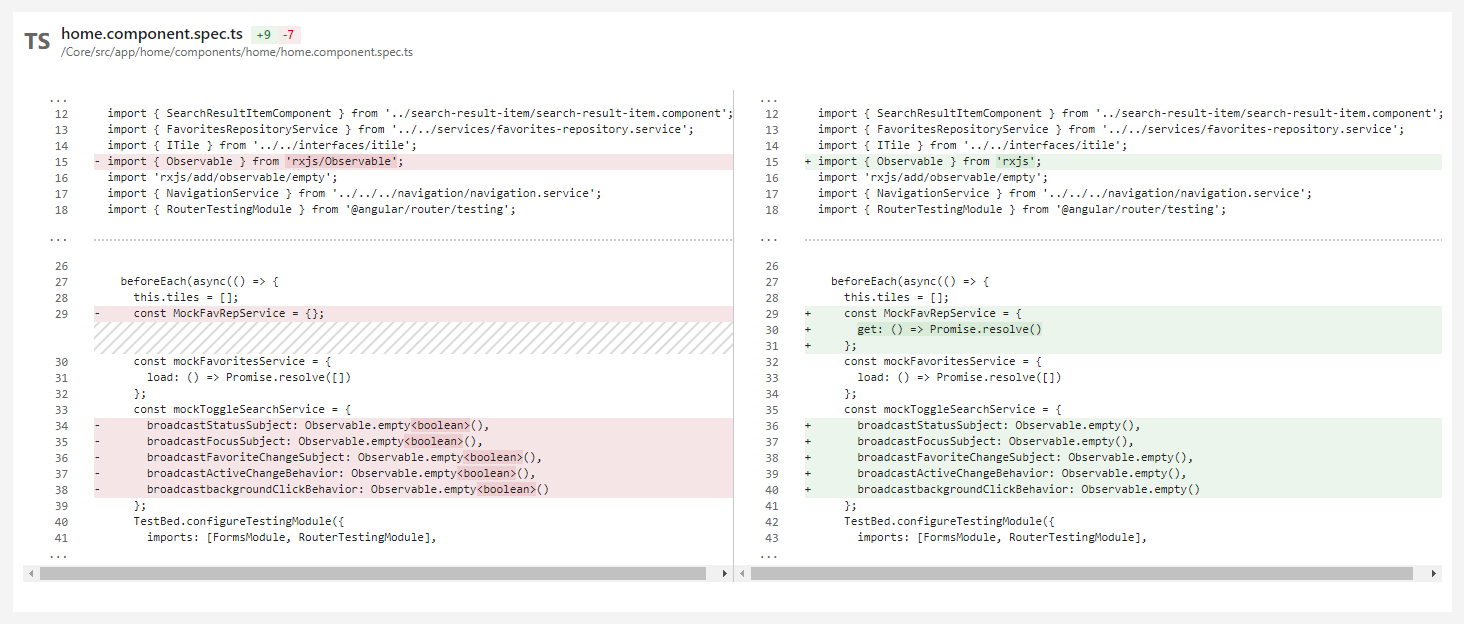 TS
home.component.spec.ts +9 -7
/Core/src/app/home/components/home/home.component.spec.ts
...
12 import { SearchResultItemComponent } from '../search-result-item/search-result-item.component';
13 import { FavoritesRepositoryService } from '../../services/favorites-repository.service';
14 import { ITile } from '../../interfaces/itile';
15 - import { Observable } from 'rxjs/Observable';
16 import 'rxjs/add/observable/empty';
17 import { NavigationService } from '../../../navigation/navigation.service';
18 import { RouterTestingModule } from '@angular/router/testing';
...
26
27 beforeEach(async(() => {
28 this.tiles = [];
29 - const MockFavRepService = {};
30 const mockFavoritesService = {
31 load: () => Promise.resolve([])
32 };
33 const mockToggleSearchService = {
34 - broadcastStatusSubject: Observable.empty<boolean>(),
35 - broadcastFocusSubject: Observable.empty<boolean>(),
36 - broadcastFavoriteChangeSubject: Observable.empty<boolean>(),
37 - broadcastActiveChangeBehavior: Observable.empty<boolean>(),
38 - broadcastbackgroundClickBehavior: Observable.empty<boolean>()
39 };
40 TestBed.configureTestingModule({
41 imports: [FormsModule, RouterTestingModule],
...
...
12 import { SearchResultItemComponent } from '../search-result-item/search-result-item.component';
13 import { FavoritesRepositoryService } from '../../services/favorites-repository.service';
14 import { ITile } from '../../interfaces/itile';
15 + import { Observable } from 'rxjs';
16 import 'rxjs/add/observable/empty';
17 import { NavigationService } from '../../../navigation/navigation.service';
18 import { RouterTestingModule } from '@angular/router/testing';
...
26
27 beforeEach(async(() => {
28 this.tiles = [];
29 + const MockFavRepService = {
30 + get: () => Promise.resolve()
31 + };
32 const mockFavoritesService = {
33 load: () => Promise.resolve([])
34 };
35 const mockToggleSearchService = {
36 + broadcastStatusSubject: Observable.empty(),
37 + broadcastFocusSubject: Observable.empty(),
38 + broadcastFavoriteChangeSubject: Observable.empty(),
39 + broadcastActiveChangeBehavior: Observable.empty(),
40 + broadcastbackgroundClickBehavior: Observable.empty()
41 };
42 TestBed.configureTestingModule({
43 imports: [FormsModule, RouterTestingModule],
...